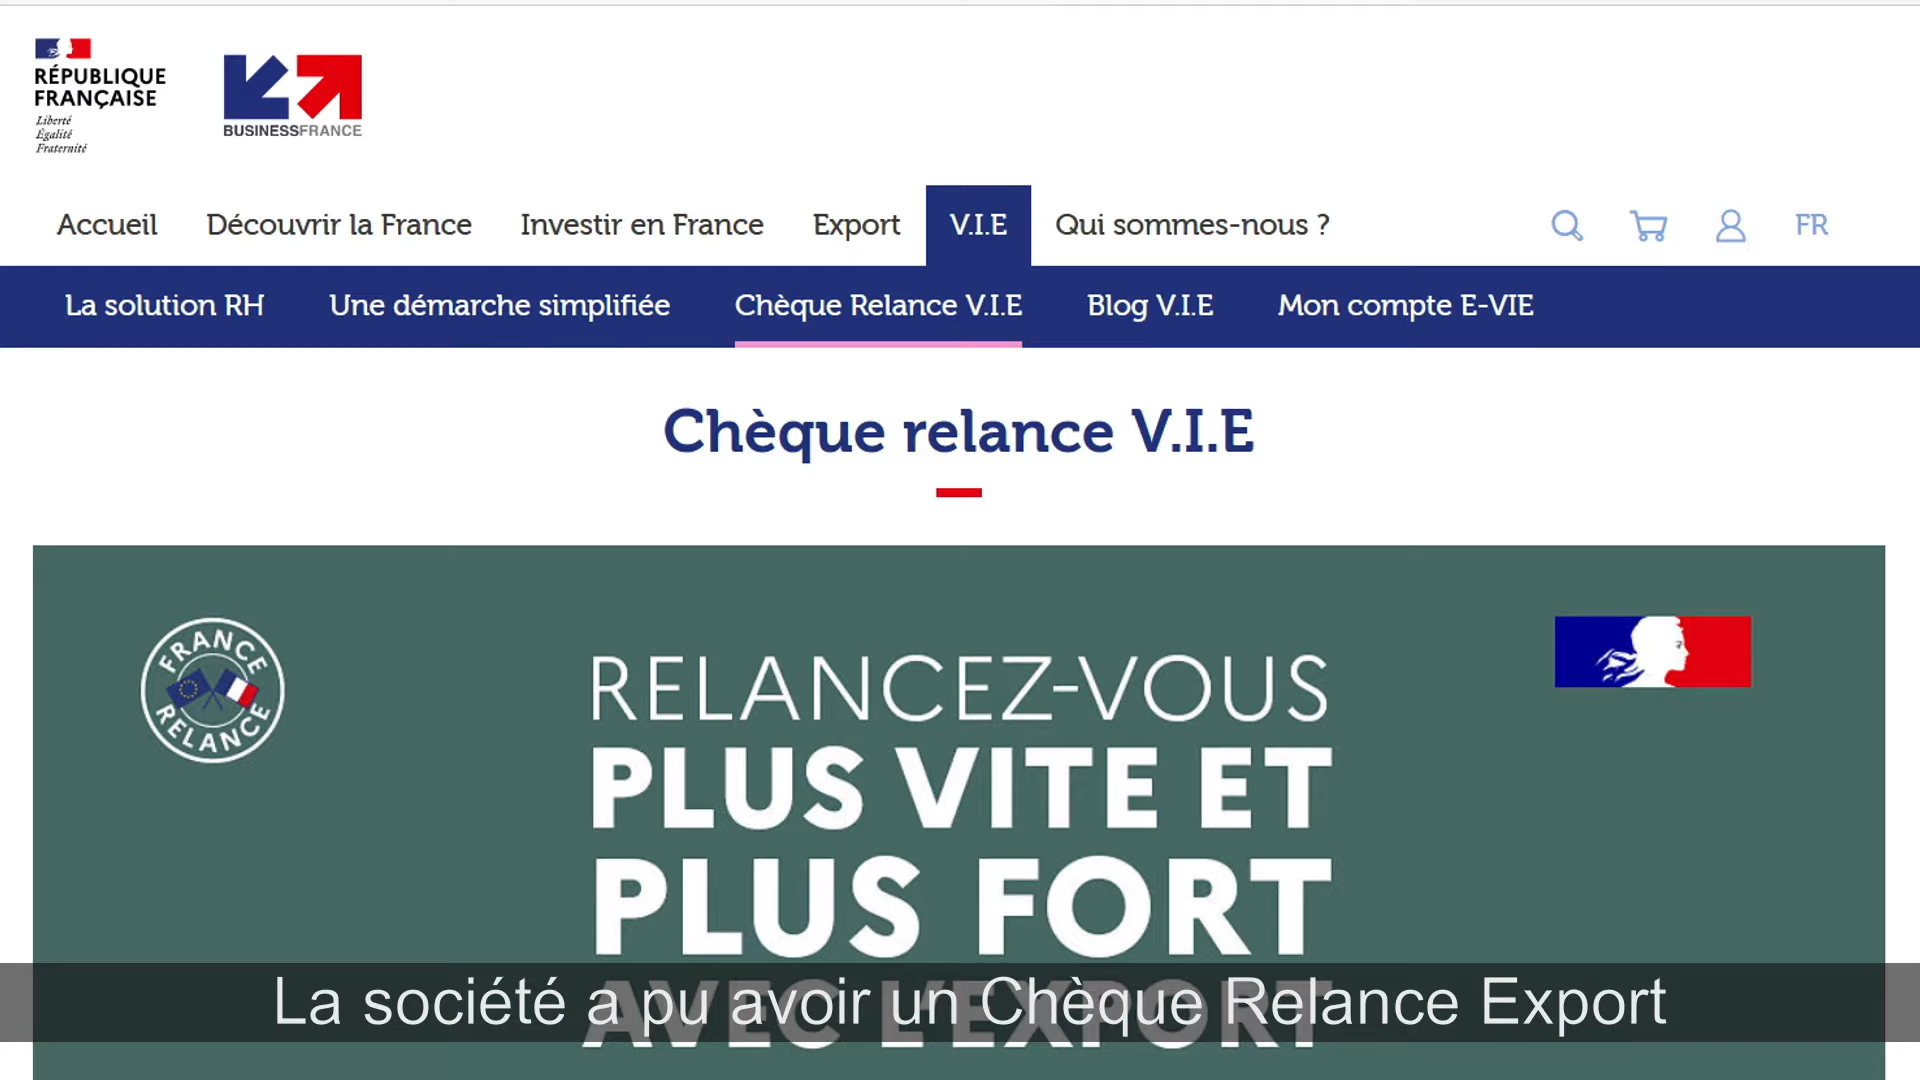 RÉPUBLIQUE
FRANÇAISE
Liberté
Égalité
Fraternité
BUSINESSFRANCE
Accueil Découvrir la France Investir en France Export V.I.E Qui sommes-nous ? FR
La solution RH Une démarche simplifiée Chèque Relance V.I.E Blog V.I.E Mon compte E-VIE
Chèque relance V.I.E
FRANCE
RELANCE
RELANCEZ-VOUS
PLUS VITE ET
PLUS FORT
AVEC L'EXPORT
La société a pu avoir un Chèque Relance Export